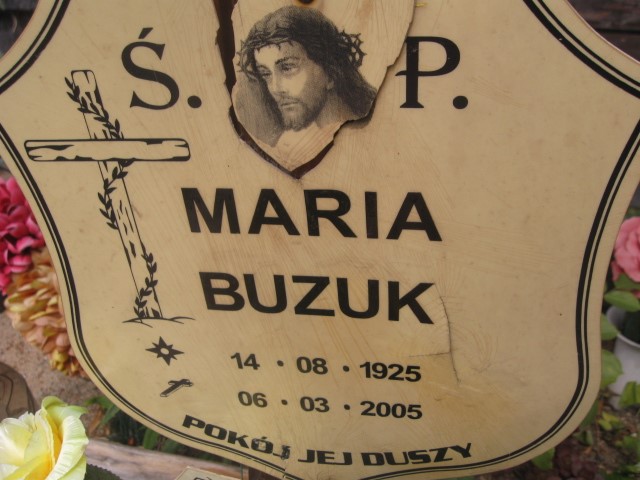 Ś. P.
MARIA
BUZUK
14 • 08 • 1925
06 • 03 • 2005
POKÓJ JEJ DUSZY